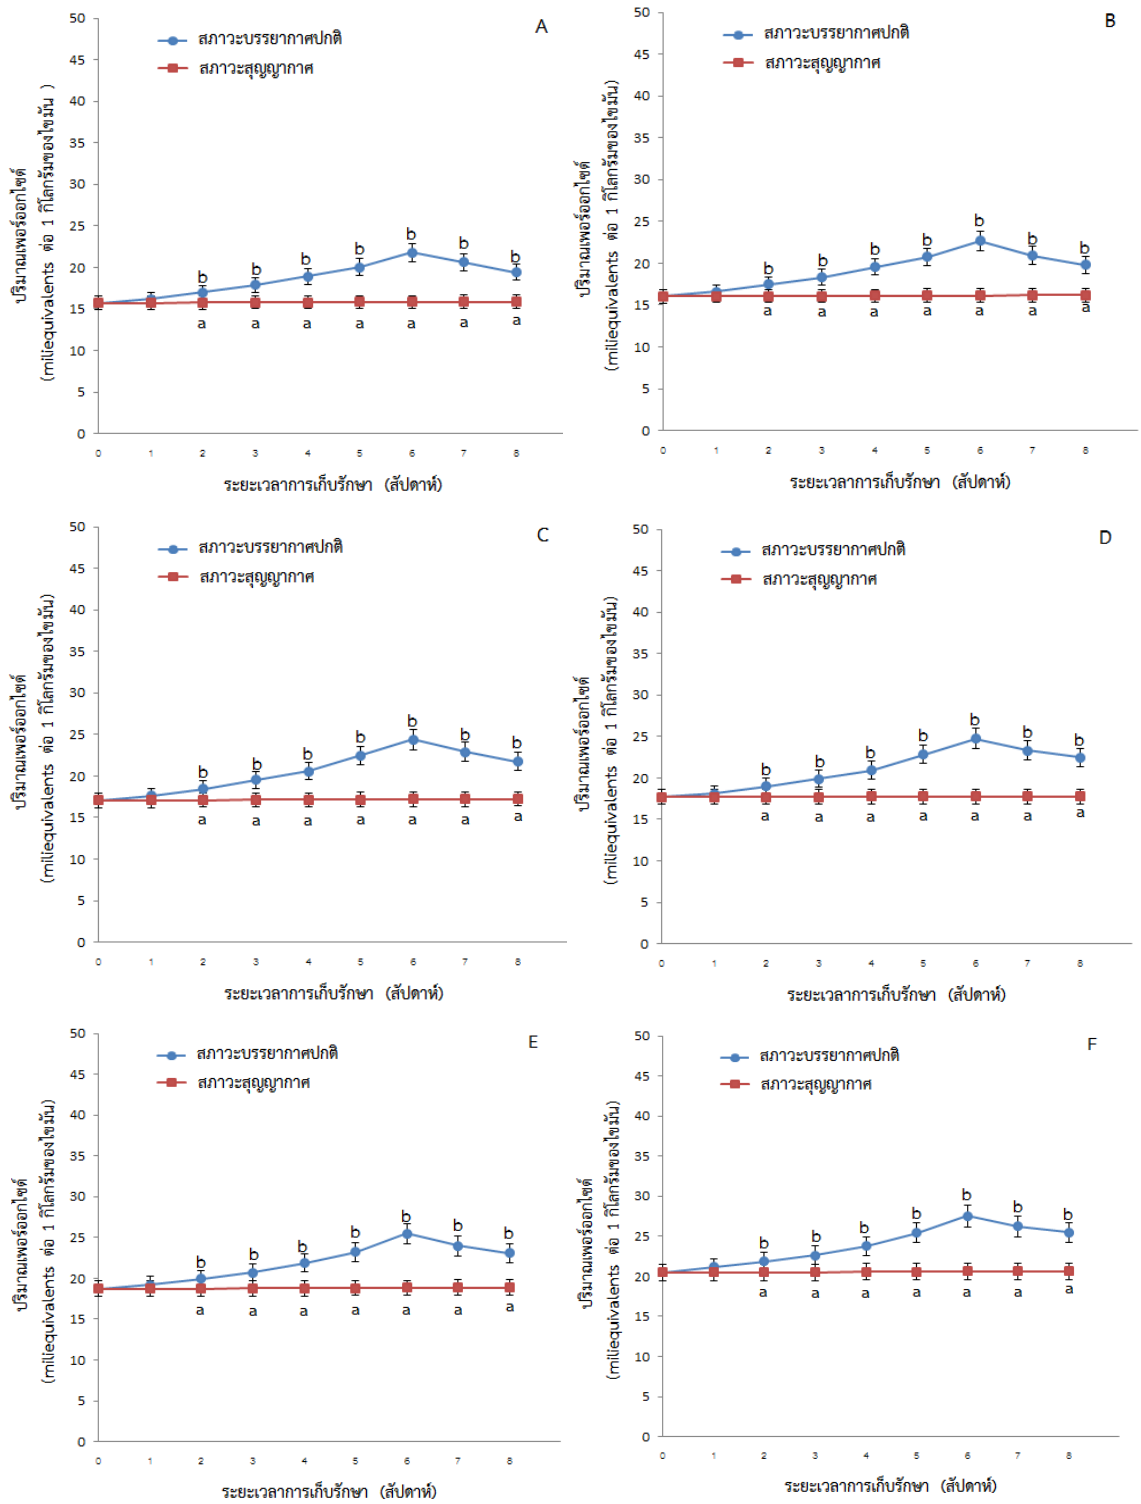 A
สภาวะบรรยากาศปกติ
สภาวะสุญญากาศ
ปริมาณเพอร์ออกไซด์
(miliequivalents ต่อ 1 กิโลกรัมของไขมัน )
50
45
40
35
30
25
20
15
10
5
0
b b b b b b b
a a a a a a a
0 1 2 3 4 5 6 7 8
ระยะเวลาการเก็บรักษา (สัปดาห์)
B
สภาวะบรรยากาศปกติ
สภาวะสุญญากาศ
ปริมาณเพอร์ออกไซด์
(miliequivalents ต่อ 1 กิโลกรัมของไขมัน)
50
45
40
35
30
25
20
15
10
5
0
b b b b b b b
a a a a a a a
0 1 2 3 4 5 6 7 8
ระยะเวลาการเก็บรักษา (สัปดาห์)
C
สภาวะบรรยากาศปกติ
สภาวะสุญญากาศ
ปริมาณเพอร์ออกไซด์
(miliequivalents ต่อ 1 กิโลกรัมของไขมัน)
50
45
40
35
30
25
20
15
10
5
0
b b b b b b b
a a a a a a a
0 1 2 3 4 5 6 7 8
ระยะเวลาการเก็บรักษา (สัปดาห์)
D
สภาวะบรรยากาศปกติ
สภาวะสุญญากาศ
ปริมาณเพอร์ออกไซด์
(miliequivalents ต่อ 1 กิโลกรัมของไขมัน)
50
45
40
35
30
25
20
15
10
5
0
b b b b b b b
a a a a a a a
0 1 2 3 4 5 6 7 8
ระยะเวลาการเก็บรักษา (สัปดาห์)
E
สภาวะบรรยากาศปกติ
สภาวะสุญญากาศ
ปริมาณเพอร์ออกไซด์
(miliequivalents ต่อ 1 กิโลกรัมของไขมัน)
50
45
40
35
30
25
20
15
10
5
0
b b b b b b b
a a a a a a a
0 1 2 3 4 5 6 7 8
ระยะเวลาการเก็บรักษา (สัปดาห์)
F
สภาวะบรรยากาศปกติ
สภาวะสุญญากาศ
ปริมาณเพอร์ออกไซด์
(miliequivalents ต่อ 1 กิโลกรัมของไขมัน)
50
45
40
35
30
25
20
15
10
5
0
b b b b b b b
a a a a a a a
0 1 2 3 4 5 6 7 8
ระยะเวลาการเก็บรักษา (สัปดาห์)